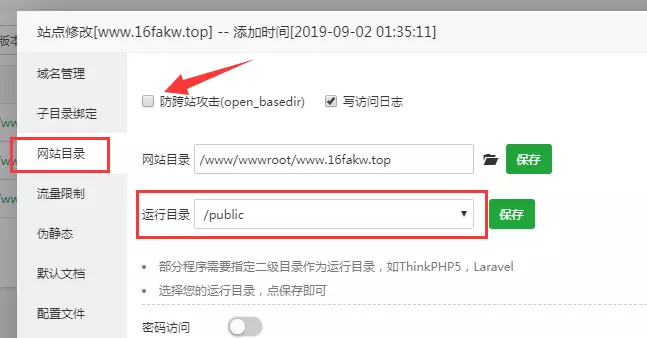 站点修改[www.16fakw.top] -- 添加时间[2019-09-02 01:35:11]
版本
域名管理
防跨站攻击(open_basedir) 写访问日志
子目录绑定
网站目录
网站目录 /www/wwwroot/www.16fakw.top 保存
流量限制
运行目录 /public 保存
伪静态
部分程序需要指定二级目录作为运行目录，如ThinkPHP5，Laravel
默认文档
选择您的运行目录，点保存即可
配置文件
密码访问